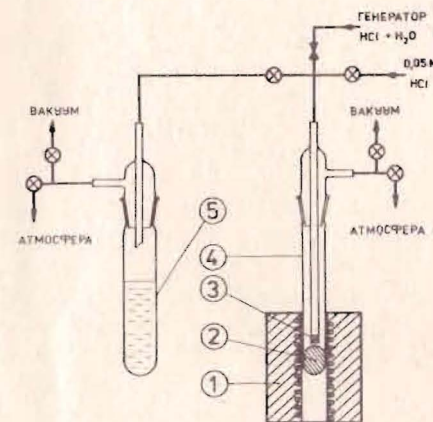 ГЕНЕРАТОР
HCl + H₂O
0,05 N
HCl
ВАКУУМ
ВАКУУМ
АТМОСФЕРА
АТМОСФЕРА
5
4
3
2
1